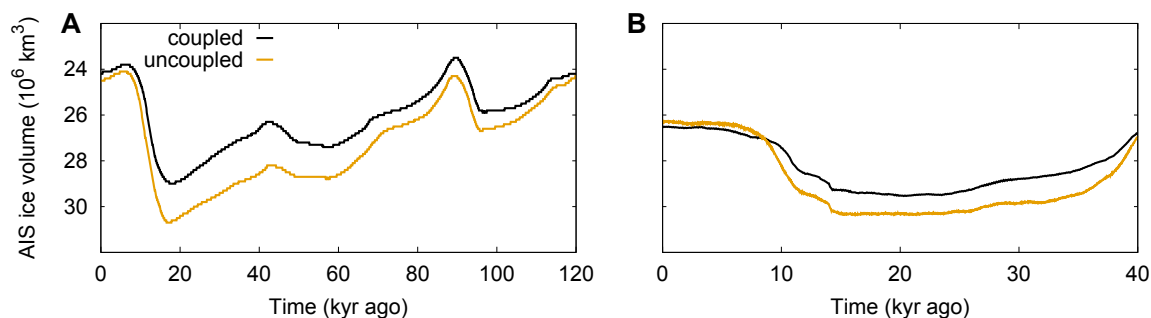 A
B
coupled
uncoupled
AIS ice volume (10⁶ km³)
24
26
28
30
0 20 40 60 80 100 120
0 10 20 30 40
Time (kyr ago)
Time (kyr ago)